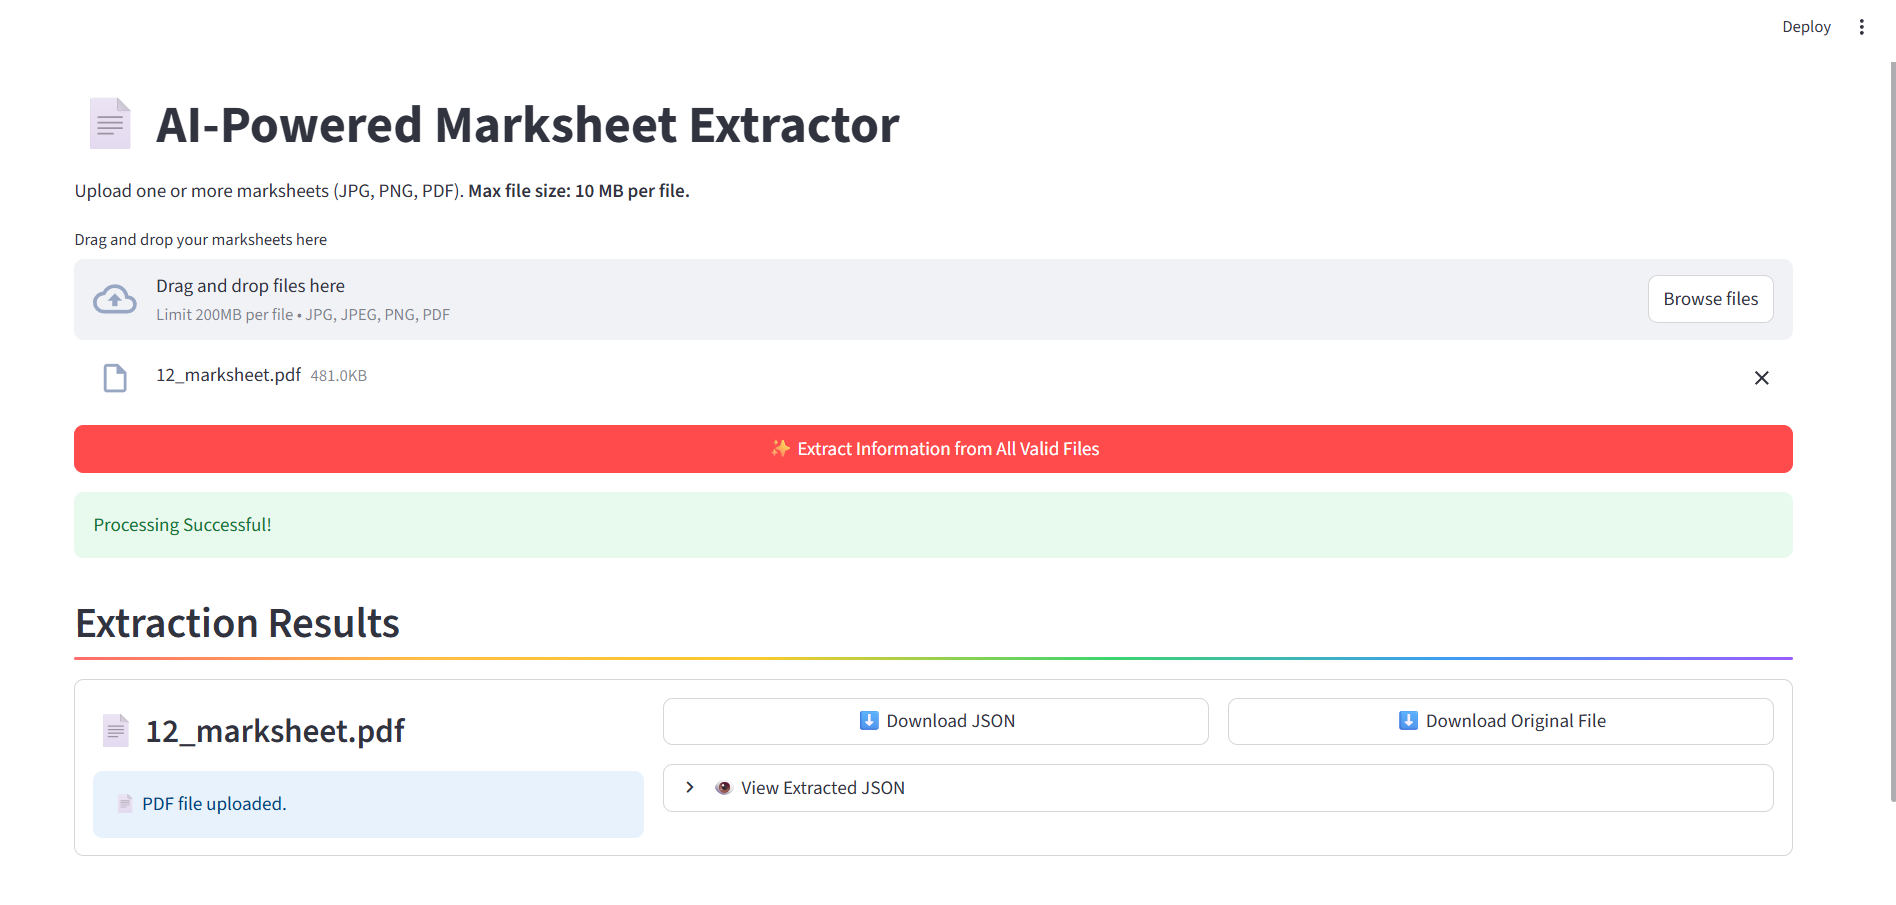 Deploy
AI-Powered Marksheet Extractor
Upload one or more marksheets (JPG, PNG, PDF). Max file size: 10 MB per file.
Drag and drop your marksheets here
Drag and drop files here
Limit 200MB per file • JPG, JPEG, PNG, PDF
Browse files
12_marksheet.pdf 481.0KB
✨ Extract Information from All Valid Files
Processing Successful!
Extraction Results
12_marksheet.pdf
PDF file uploaded.
Download JSON
Download Original File
View Extracted JSON